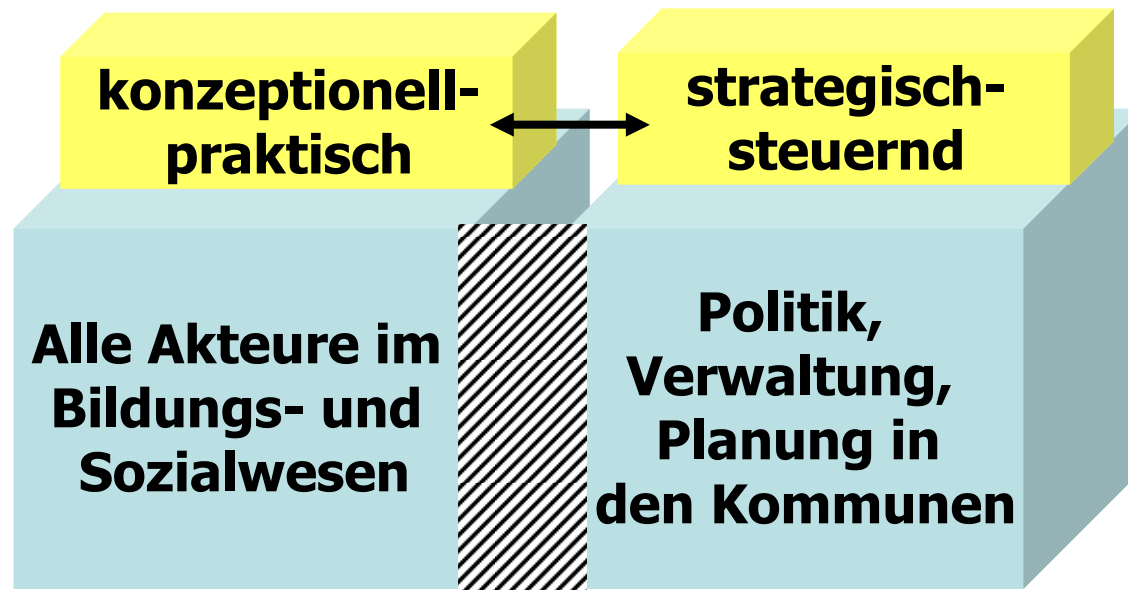 konzeptionell-
praktisch
strategisch-
steuernd
Alle Akteure im
Bildungs- und
Sozialwesen
Politik,
Verwaltung,
Planung in
den Kommunen